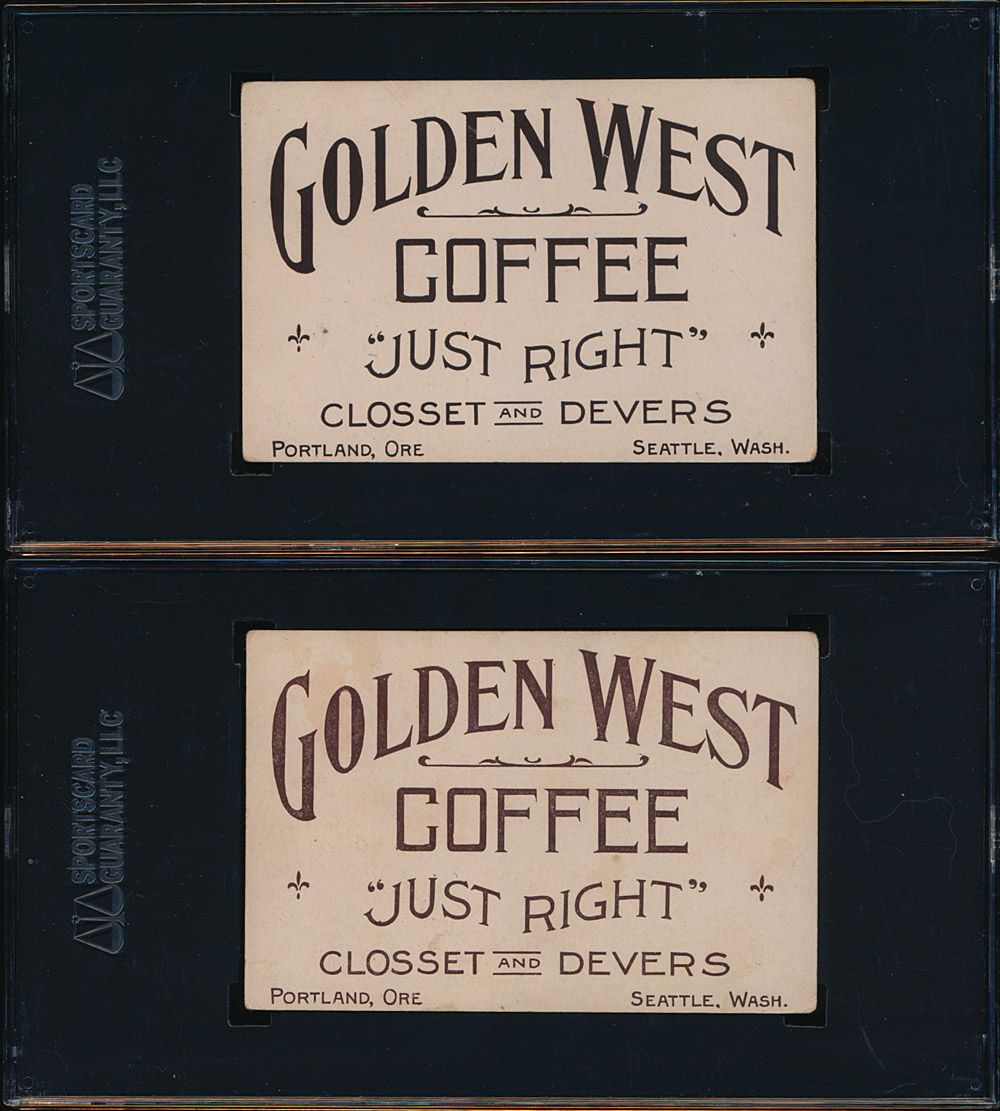 SPORTSCARD
GUARANTY, LLC
GOLDEN WEST
COFFEE
"JUST RIGHT"
CLOSSET AND DEVERS
PORTLAND, ORE
SEATTLE, WASH.
SPORTSCARD
GUARANTY, LLC
GOLDEN WEST
COFFEE
"JUST RIGHT"
CLOSSET AND DEVERS
PORTLAND, ORE
SEATTLE, WASH.